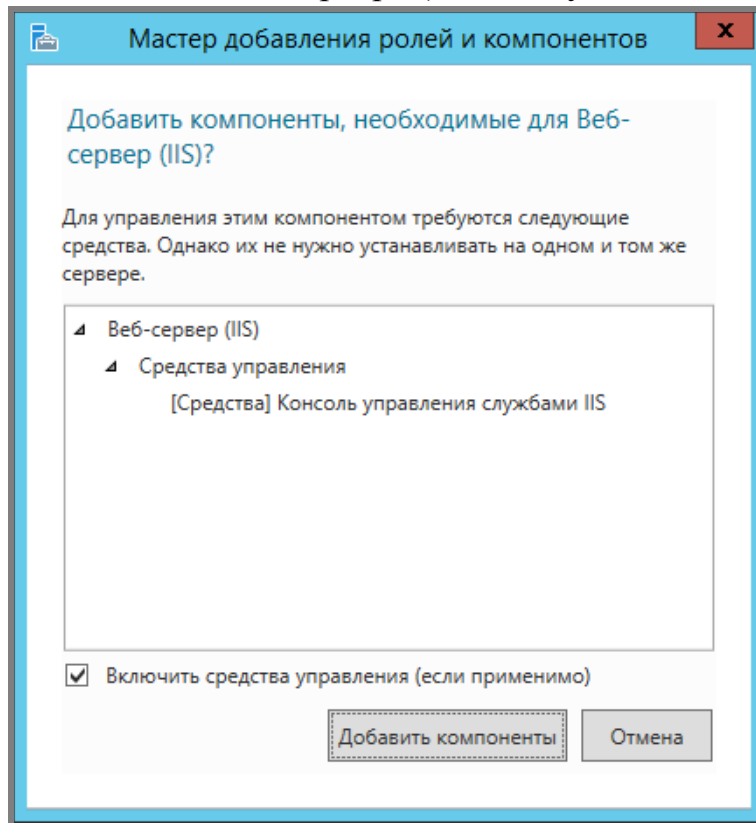 Мастер добавления ролей и компонентов
x
Добавить компоненты, необходимые для Веб-
сервер (IIS)?
Для управления этим компонентом требуются следующие
средства. Однако их не нужно устанавливать на одном и том же
сервере.
Веб-сервер (IIS)
Средства управления
[Средства] Консоль управления службами IIS
Включить средства управления (если применимо)
Добавить компоненты
Отмена